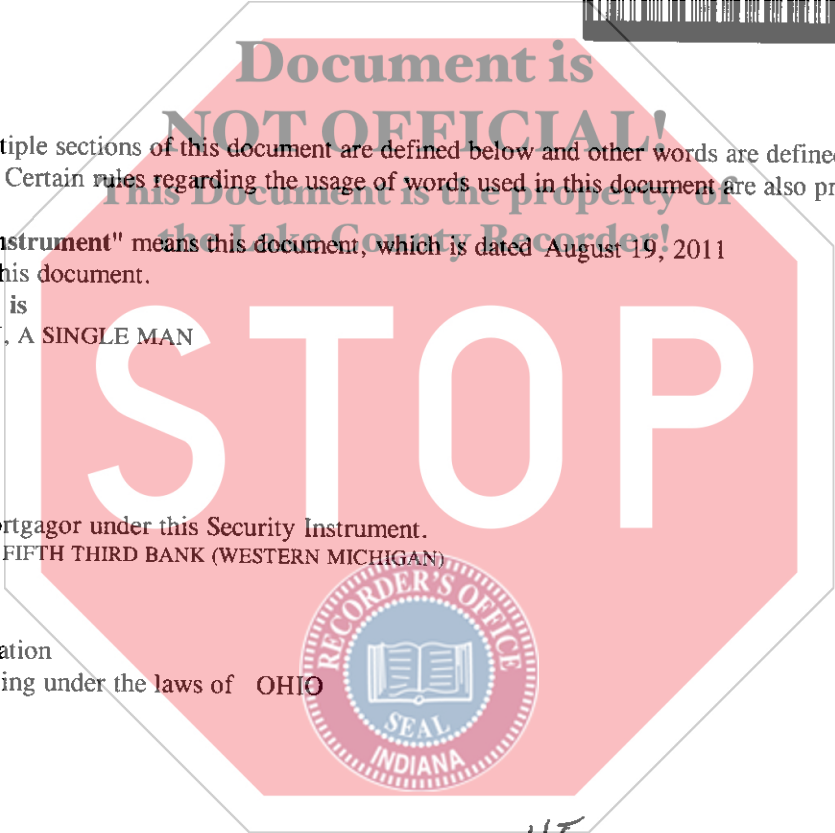 Document is
NOT OFFICIAL!
tiple sections of this document are defined below and other words are defined
Certain rules regarding the usage of words used in this document are also pr
This Document is the property of
the Lake County Recorder!
nstrument" means this document, which is dated August 19, 2011
his document.
is
, A SINGLE MAN
STOP
ortgagor under this Security Instrument.
FIFTH THIRD BANK (WESTERN MICHIGAN)
ation
ing under the laws of OHIO
RECORDER'S OFFICE
SEAL
INDIANA